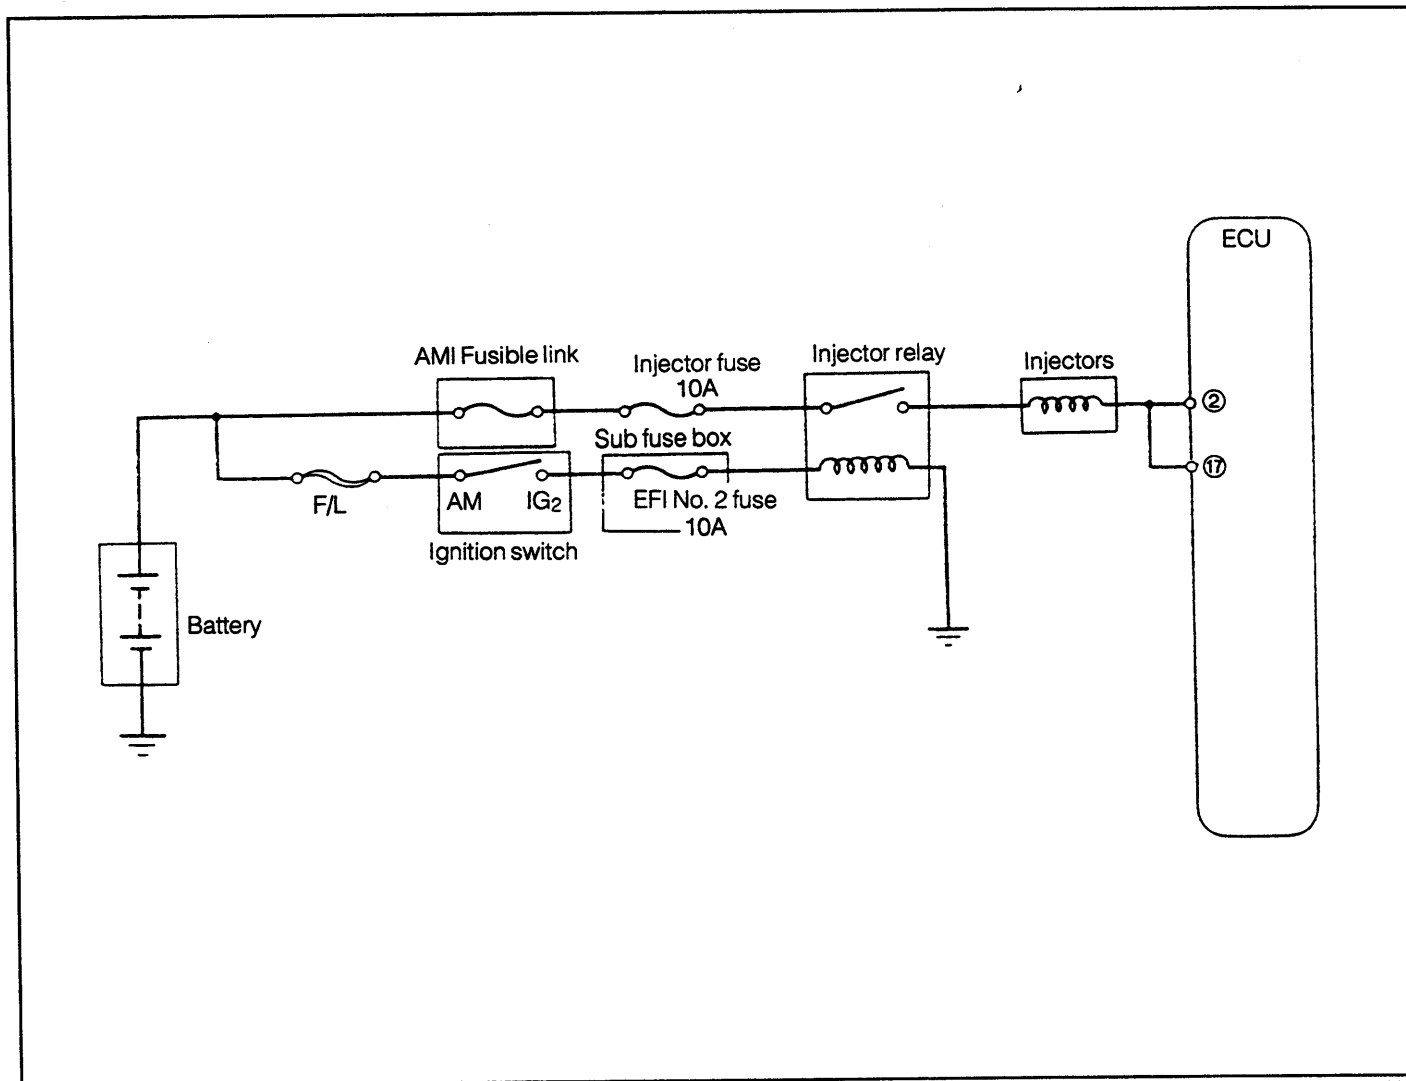 ECU
AMI Fusible link
Injector fuse
10A
Injector relay
Injectors
2
17
Sub fuse box
F/L
AM
IG2
EFI No. 2 fuse
10A
Ignition switch
Battery